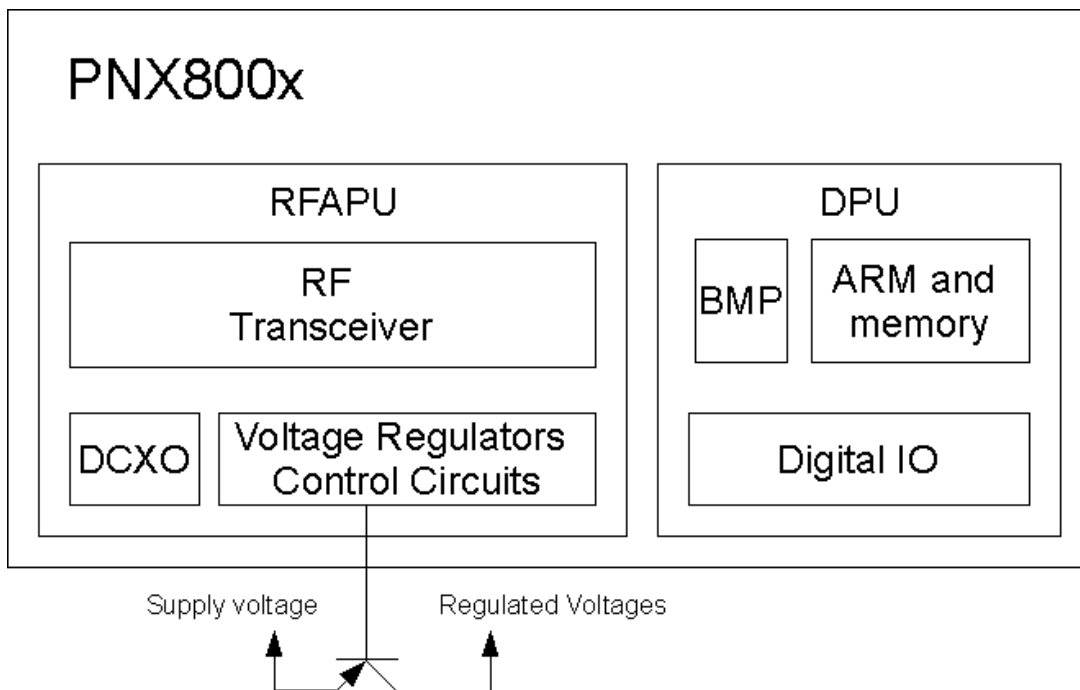 PNX800x
RFAPU
RF
Transceiver
DCXO
Voltage Regulators
Control Circuits
DPU
BMP
ARM and
memory
Digital IO
Supply voltage
Regulated Voltages